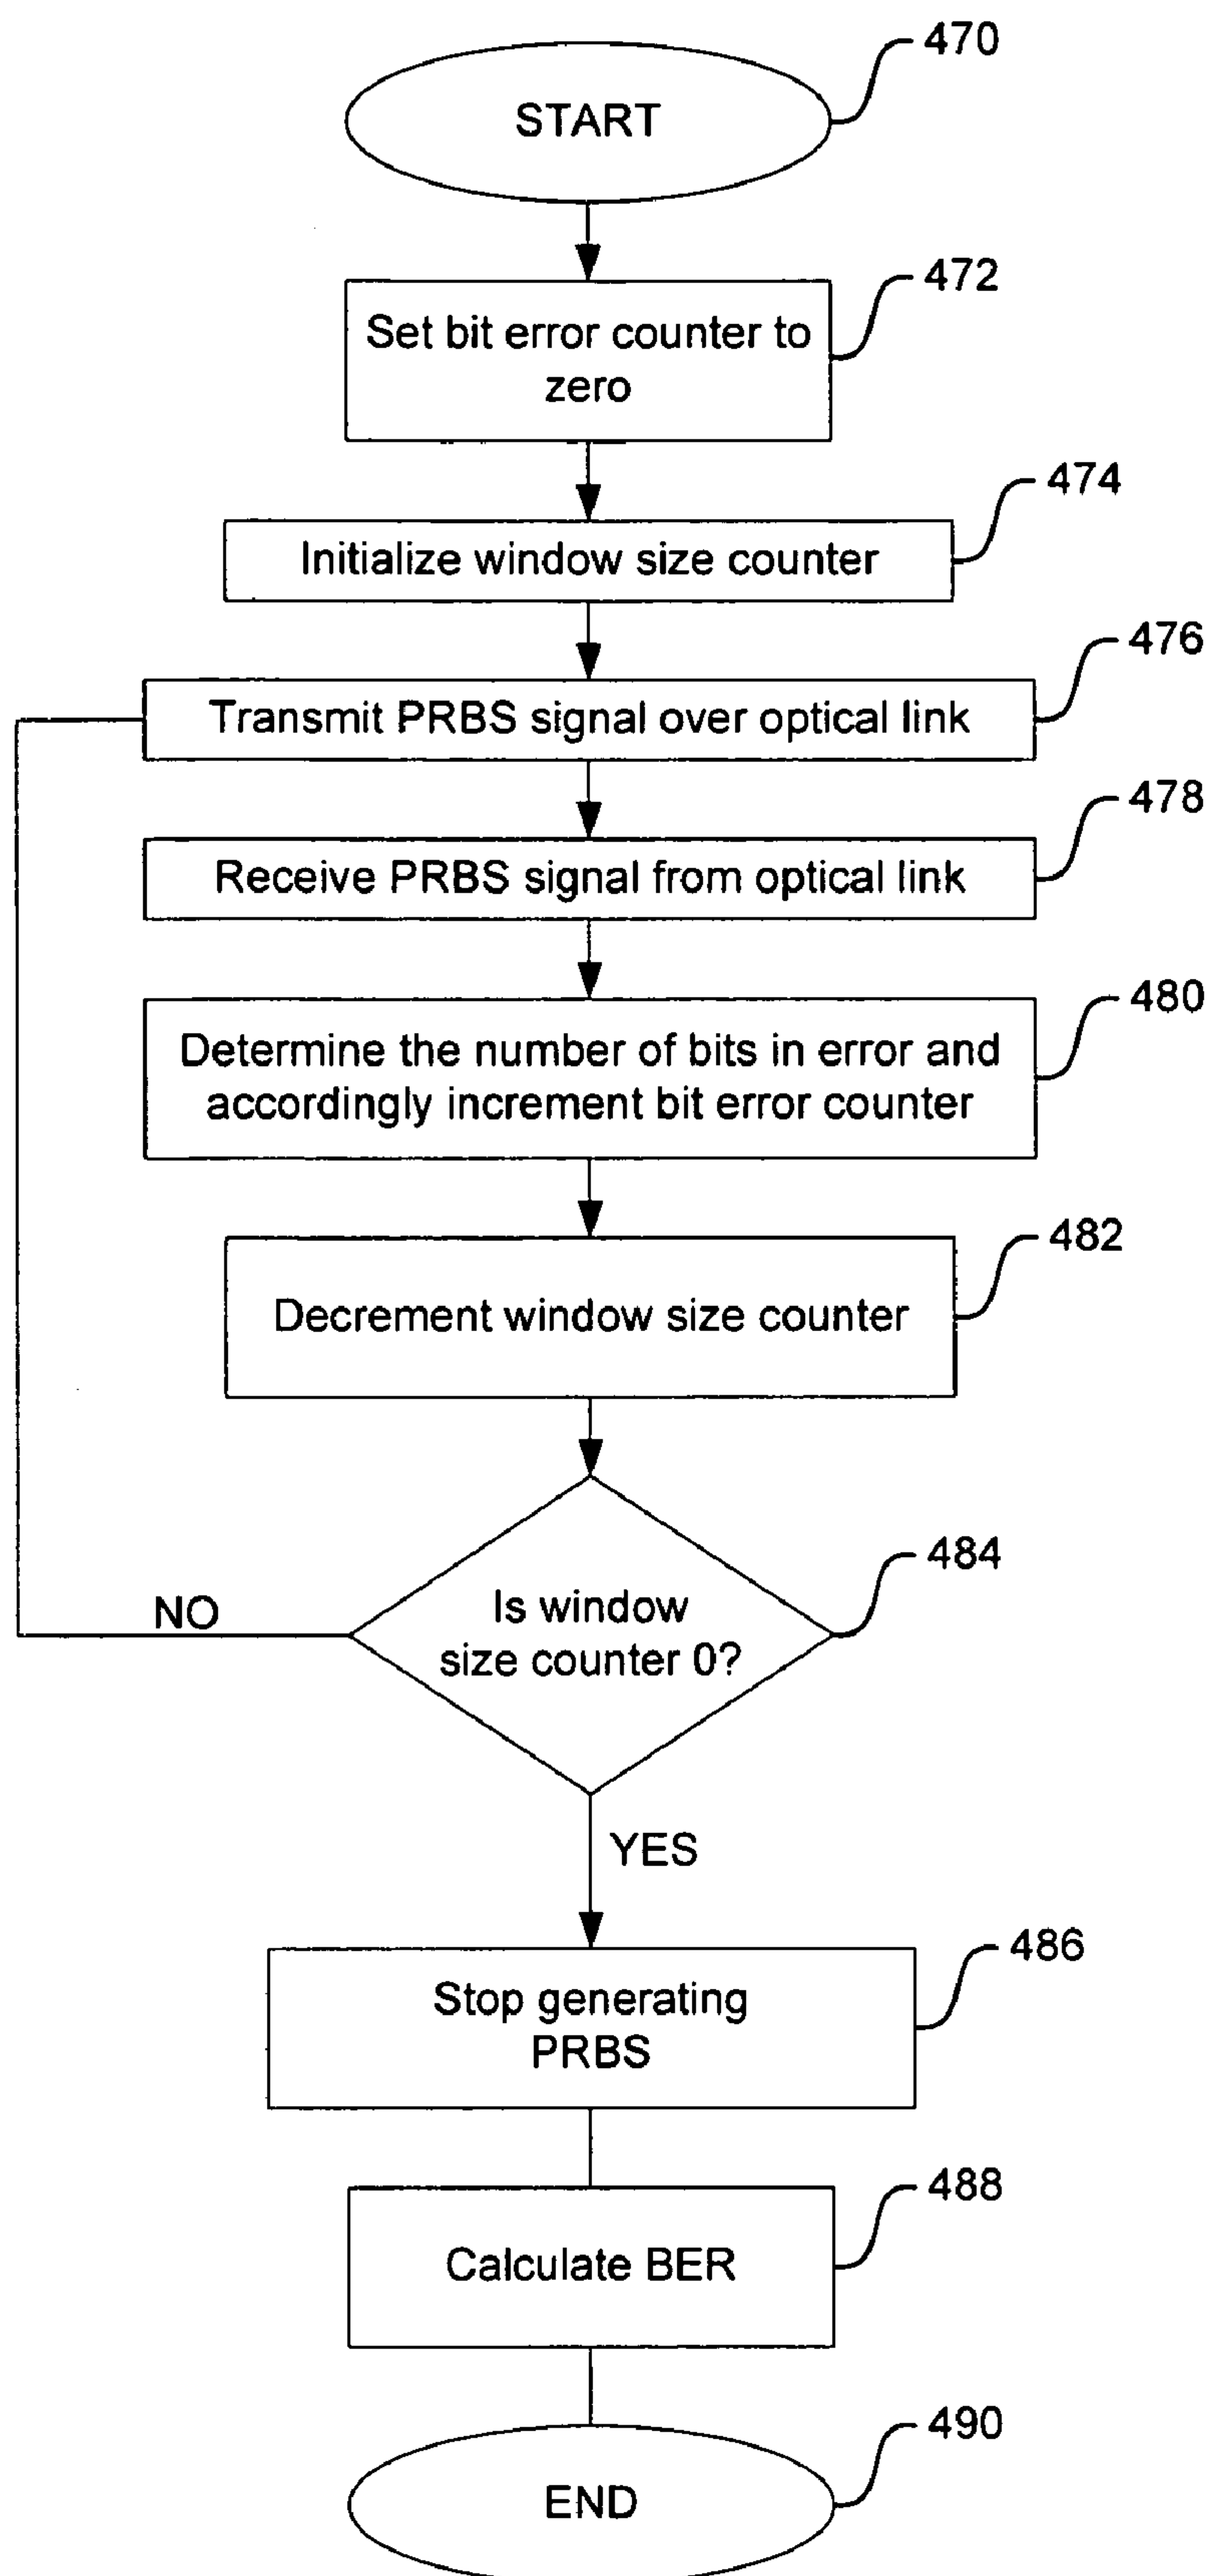 470
START
472
Set bit error counter to
zero
474
Initialize window size counter
476
Transmit PRBS signal over optical link
478
Receive PRBS signal from optical link
480
Determine the number of bits in error and
accordingly increment bit error counter
482
Decrement window size counter
484
Is window
size counter 0?
NO
YES
486
Stop generating
PRBS
488
Calculate BER
490
END